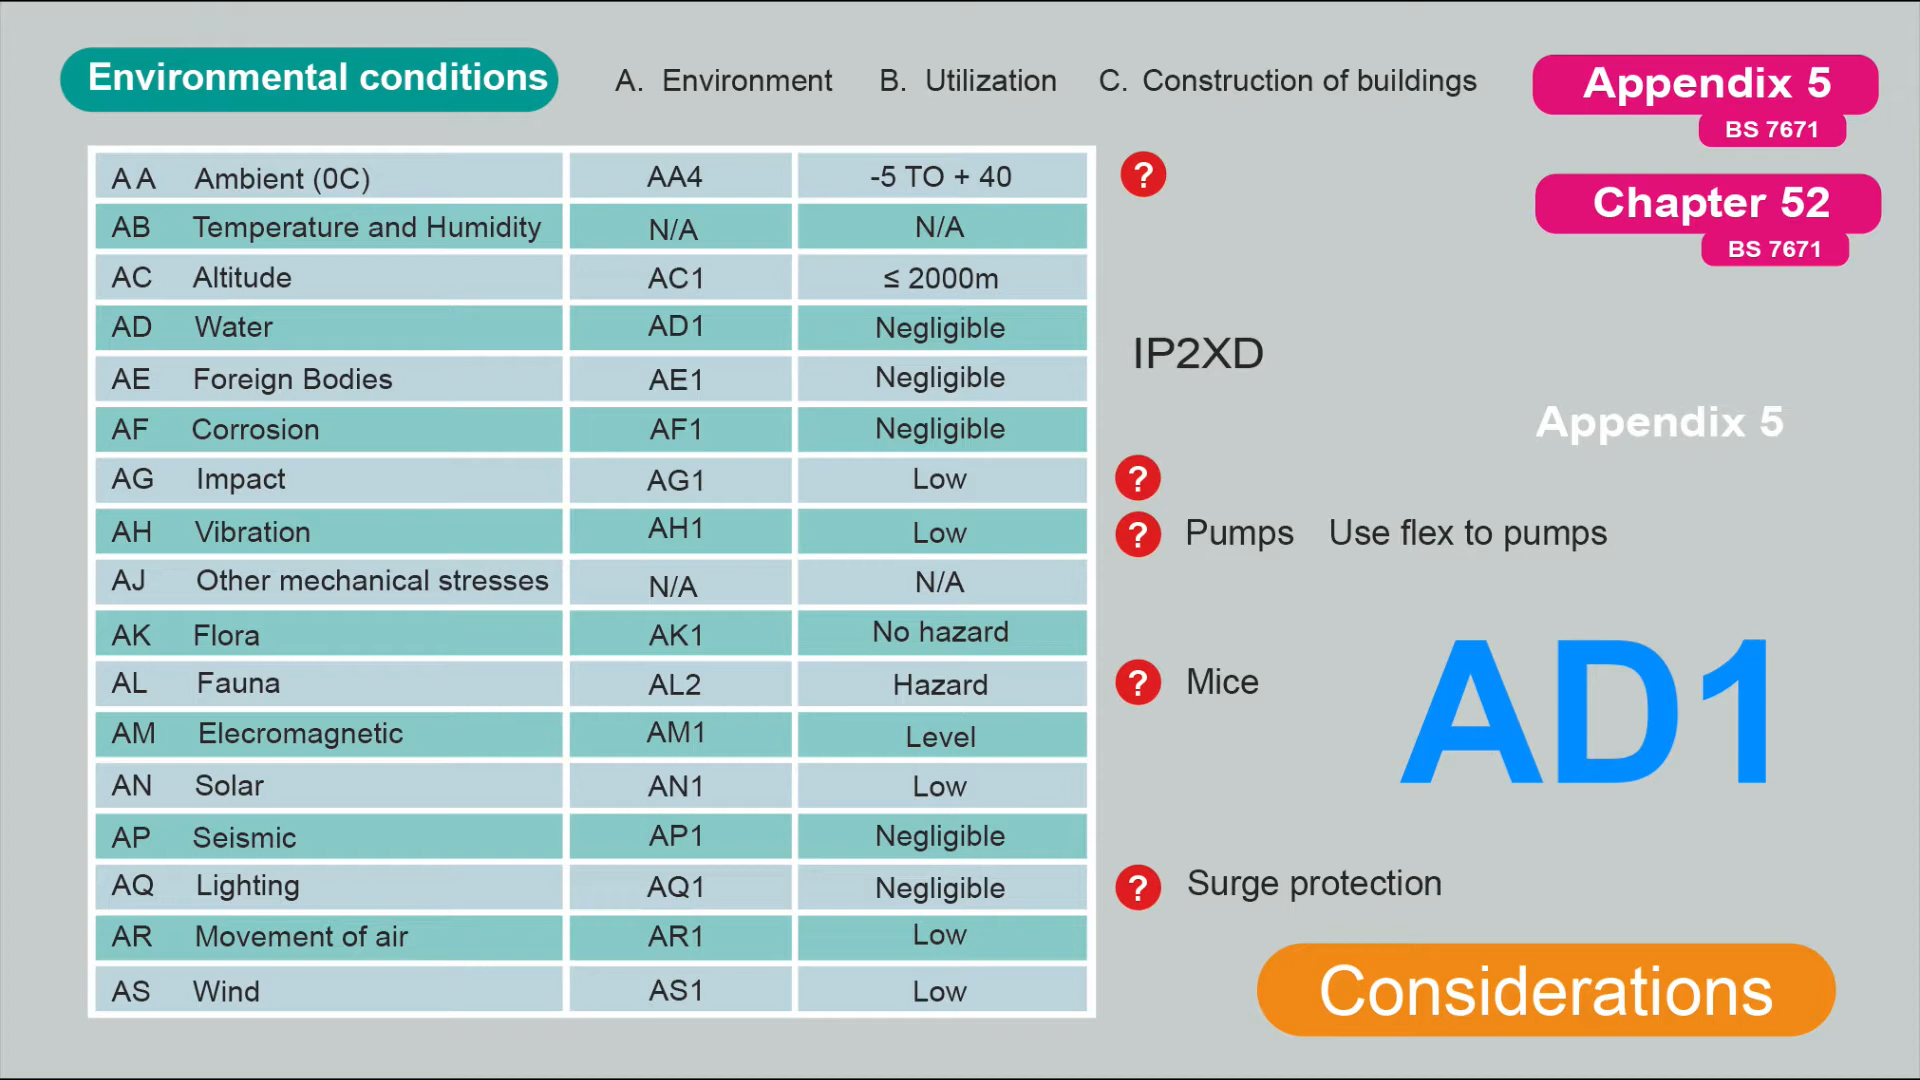 Environmental conditions
A. Environment B. Utilization C. Construction of buildings
Appendix 5
BS 7671
Chapter 52
BS 7671
A A Ambient (0C) AA4 -5 TO + 40 ?
AB Temperature and Humidity N/A N/A
AC Altitude AC1 ≤ 2000m
AD Water AD1 Negligible
IP2XD
AE Foreign Bodies AE1 Negligible
AF Corrosion AF1 Negligible
Appendix 5
AG Impact AG1 Low ?
AH Vibration AH1 Low ? Pumps Use flex to pumps
AJ Other mechanical stresses N/A N/A
AK Flora AK1 No hazard
AL Fauna AL2 Hazard ? Mice
AD1
AM Elecromagnetic AM1 Level
AN Solar AN1 Low
AP Seismic AP1 Negligible
AQ Lighting AQ1 Negligible ? Surge protection
AR Movement of air AR1 Low
AS Wind AS1 Low
Considerations